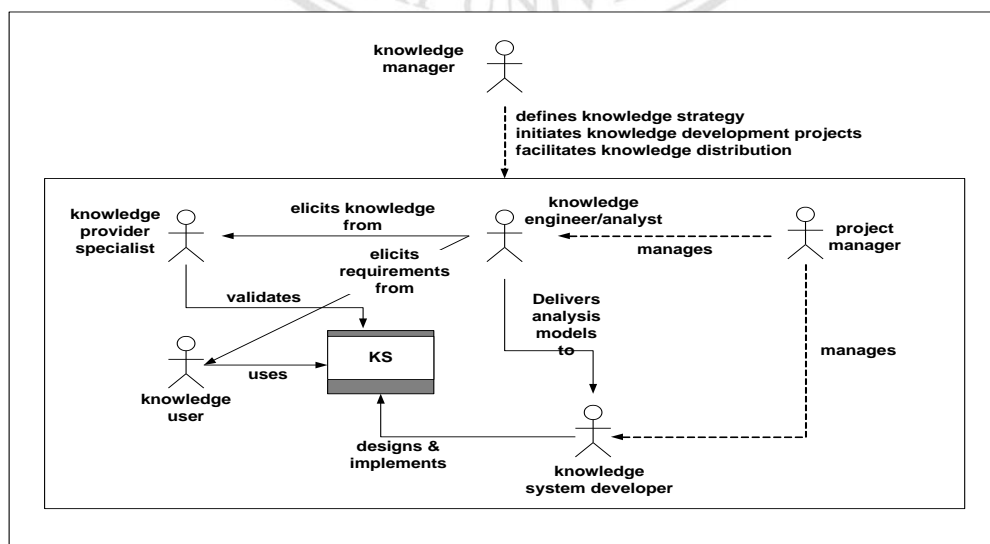 knowledge
manager
defines knowledge strategy
initiates knowledge development projects
facilitates knowledge distribution
knowledge
provider
specialist
elicits knowledge
from
knowledge
engineer/analyst
project
manager
manages
elicits
requirements
from
validates
Delivers
analysis
models
to
manages
KS
uses
knowledge
user
designs &
implements
knowledge
system developer